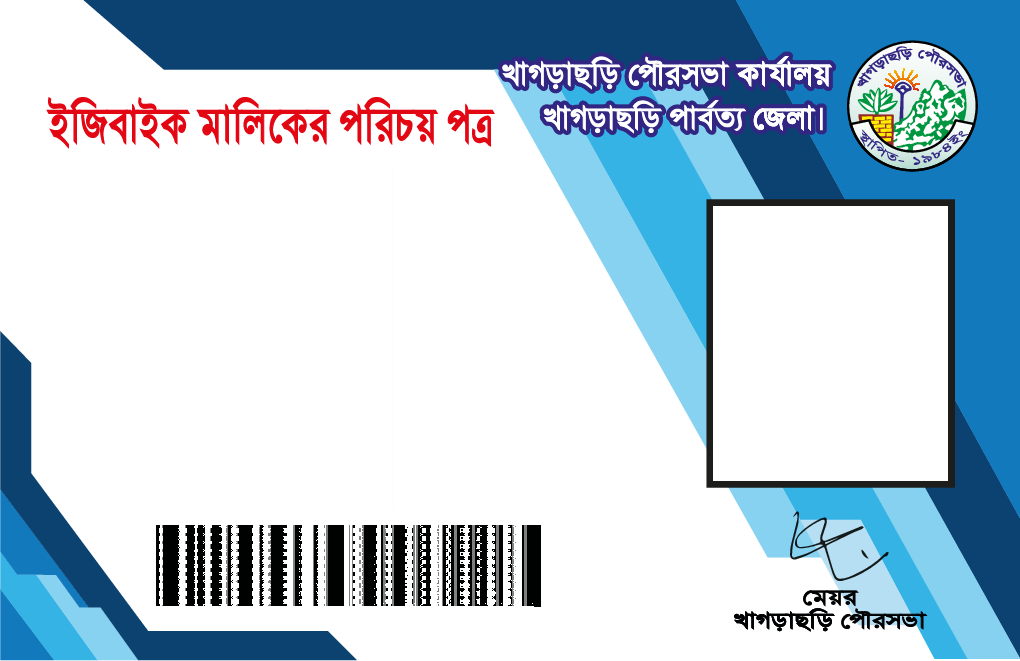 খাগড়াছড়ি পৌরসভা কার্যালয়
খাগড়াছড়ি পার্বত্য জেলা।
ইজিবাইক মালিকের পরিচয় পত্র
খাগড়াছড়ি পৌরসভা
স্থাপিত- ১৯৮৪ইং
মেয়র
খাগড়াছড়ি পৌরসভা